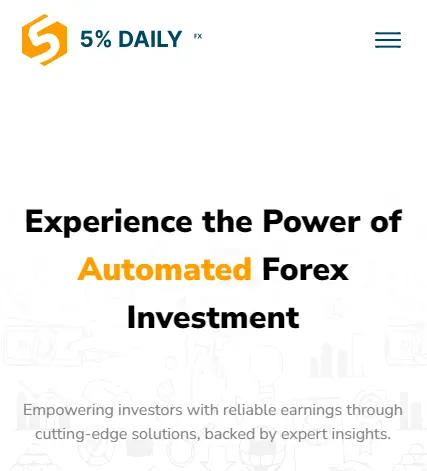 5% DAILY FX
Experience the Power of
Automated Forex
Investment
Empowering investors with reliable earnings through
cutting-edge solutions, backed by expert insights.